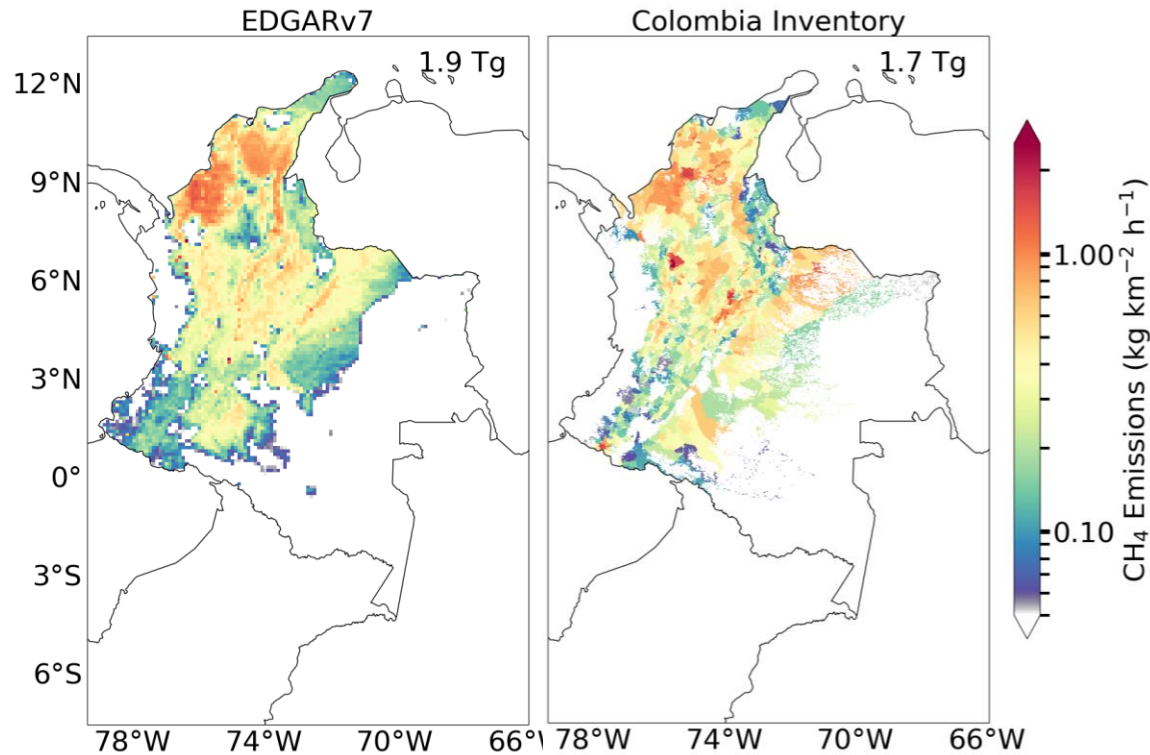 EDGARv7
Colombia Inventory
1.9 Tg
1.7 Tg
12°N
9°N
6°N
3°N
0°
3°S
6°S
78°W
74°W
70°W
66°W
78°W
74°W
70°W
66°W
1.00
0.10
CH₄ Emissions (kg km⁻² h⁻¹)